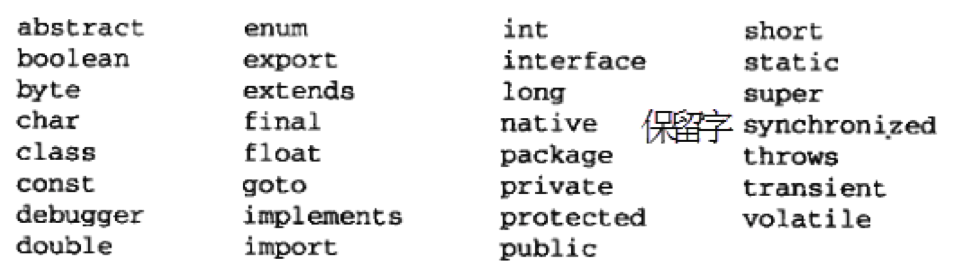 abstract enum int short
boolean export interface static
byte extends long super
char final native 保留字 synchronized
class float package throws
const goto private transient
debugger implements protected volatile
double import public